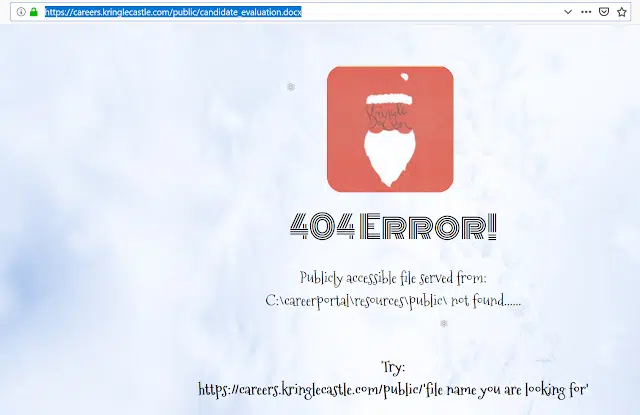 https://careers.kringlecastle.com/public/candidate_evaluation.docx
Kringle
404 Error!
Publicly accessible file served from:
C:\careerportal\resources\public\ not found......
Try:
https://careers.kringlecastle.com/public/'file name you are looking for'